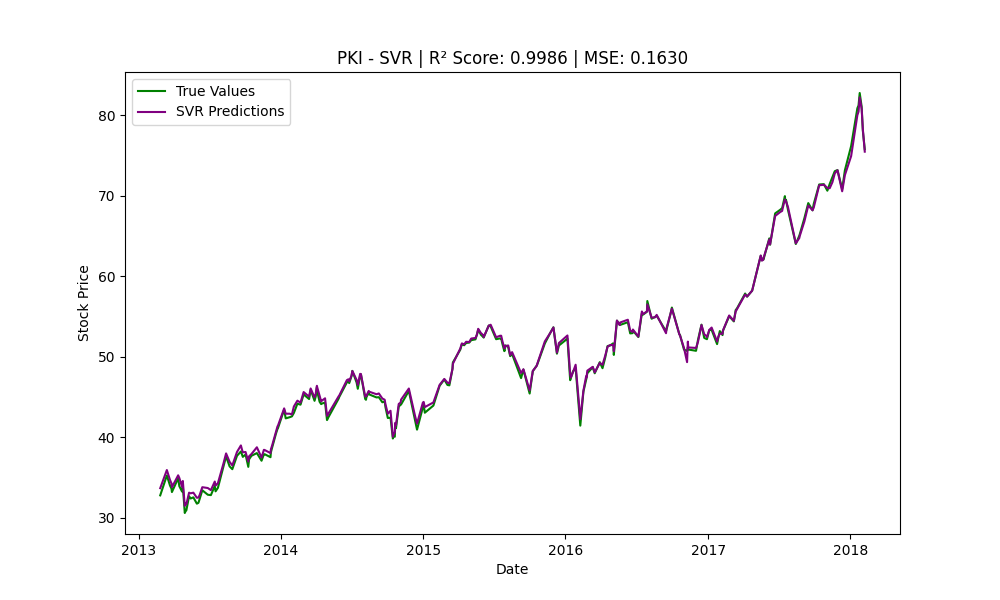 PKI - SVR | R² Score: 0.9986 | MSE: 0.1630
True Values
SVR Predictions
80
70
60
50
40
30
Stock Price
2013 2014 2015 2016 2017 2018
Date